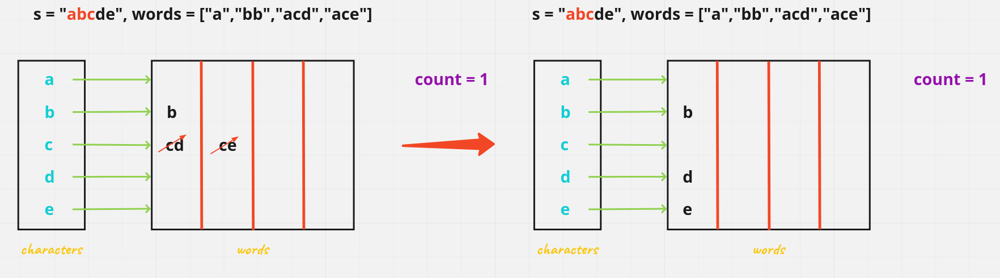 s = "abcde", words = ["a","bb","acd","ace"]
a
b b
c cd ce
d
e
characters words
count = 1
s = "abcde", words = ["a","bb","acd","ace"]
a
b b
c
d d
e e
characters words
count = 1